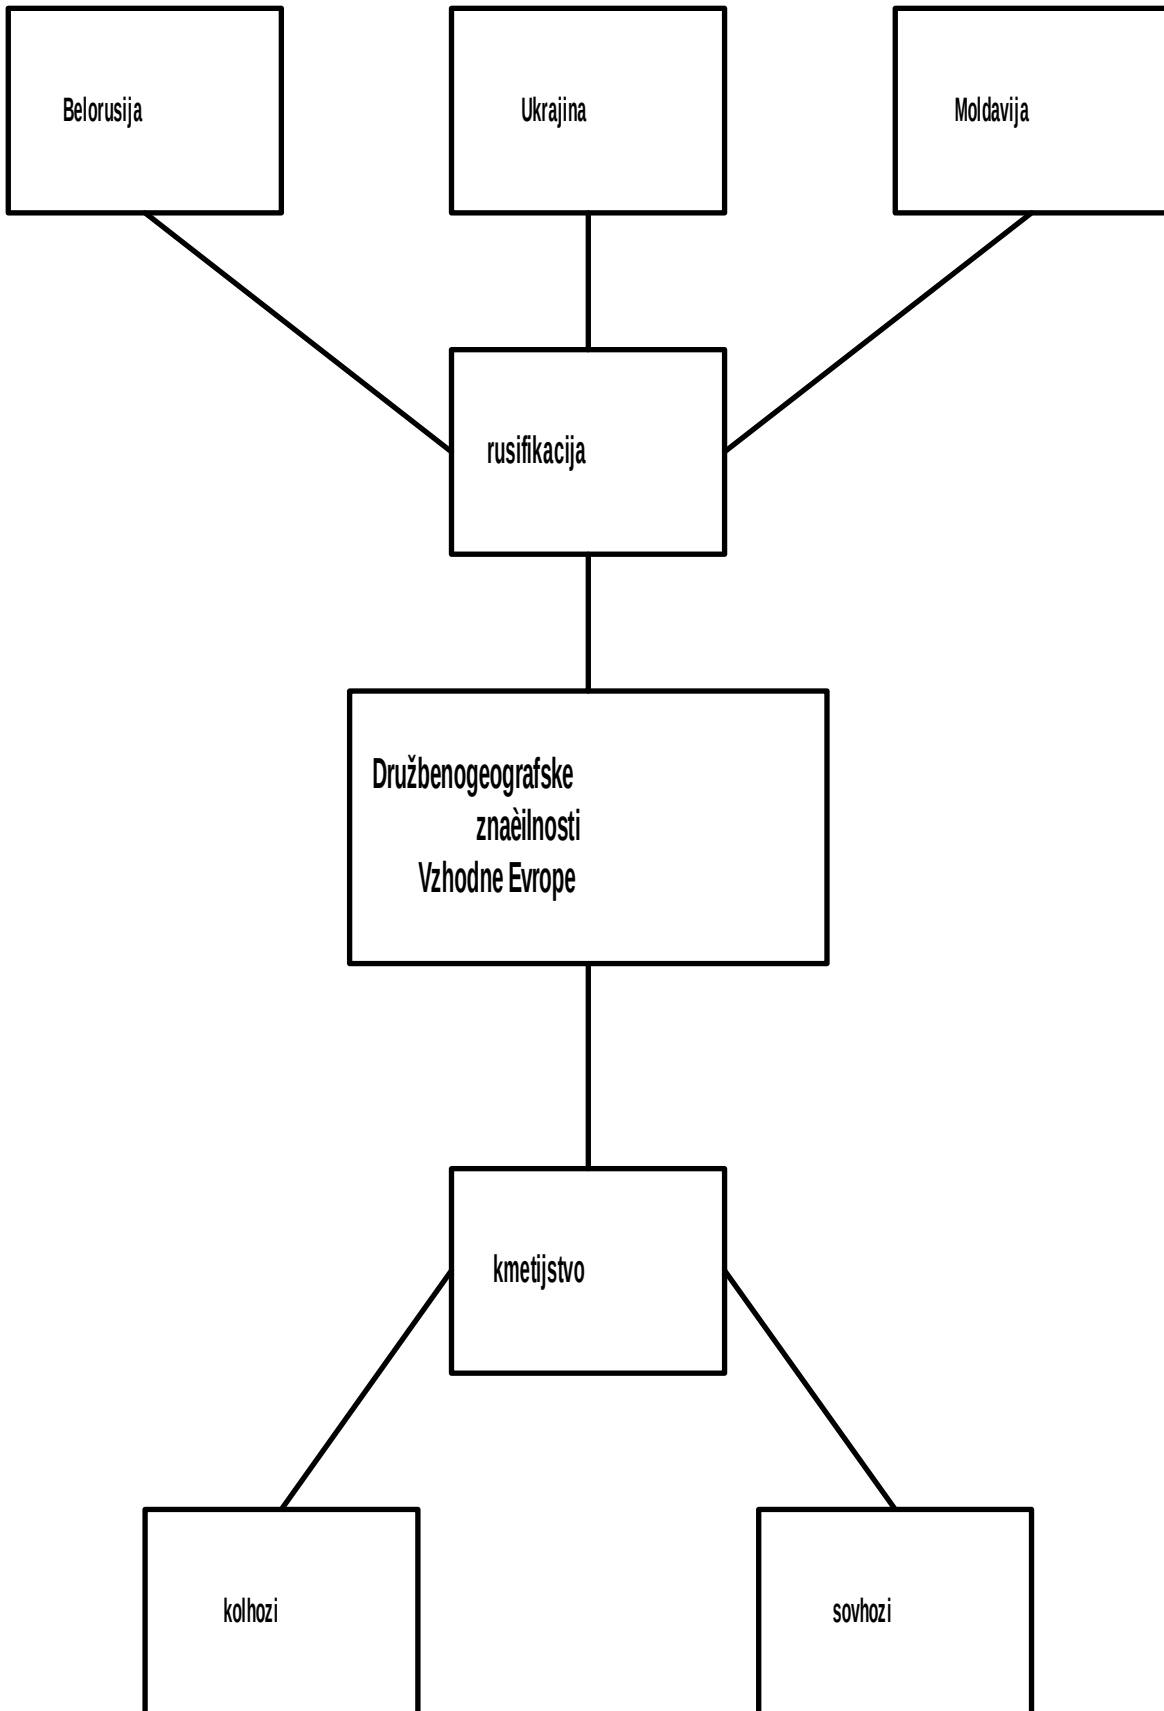 Belorusija
Ukrajina
Moldavija
rusifikacija
Družbenogeografske
znaèilnosti
Vzhodne Evrope
kmetijstvo
kolhozi
sovhozi